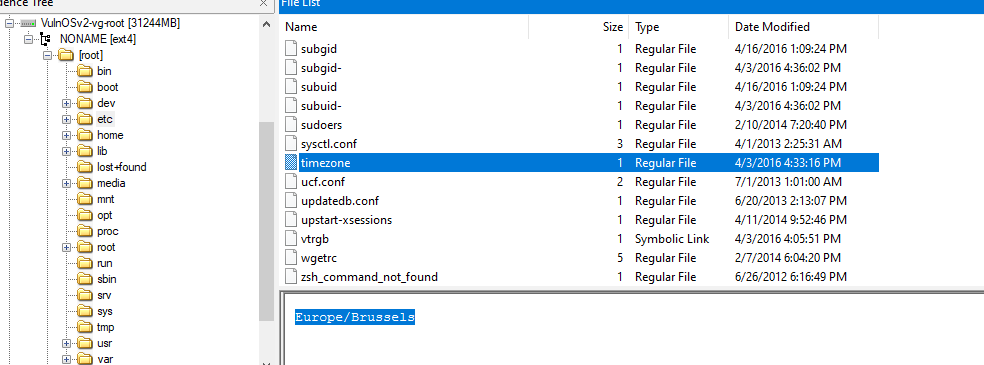 dence Tree
File List
VulnOSv2-vg-root [31244MB]
NONAME [ext4]
[root]
bin
boot
dev
etc
home
lib
lost+found
media
mnt
opt
proc
root
run
sbin
srv
sys
tmp
usr
var
Name Size Type Date Modified
subgid 1 Regular File 4/16/2016 1:09:24 PM
subgid- 1 Regular File 4/3/2016 4:36:02 PM
subuid 1 Regular File 4/16/2016 1:09:24 PM
subuid- 1 Regular File 4/3/2016 4:36:02 PM
sudoers 1 Regular File 2/10/2014 7:20:40 PM
sysctl.conf 3 Regular File 4/1/2013 2:25:31 AM
timezone 1 Regular File 4/3/2016 4:33:16 PM
ucf.conf 2 Regular File 7/1/2013 1:01:00 AM
updatedb.conf 1 Regular File 6/20/2013 2:13:07 PM
upstart-xsessions 1 Regular File 4/11/2014 9:52:46 PM
vtrgb 1 Symbolic Link 4/3/2016 4:05:51 PM
wgetrc 5 Regular File 2/7/2014 6:04:20 PM
zsh_command_not_found 1 Regular File 6/26/2012 6:16:49 PM
Europe/Brussels